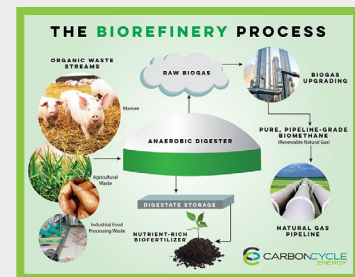 THE BIOREFINERY PROCESS
ORGANIC WASTE
STREAMS
Manure
Agricultural
Waste
Industrial Food
Processing Waste
RAW BIOGAS
BIOGAS
UPGRADING
ANAEROBIC DIGESTER
PURE, PIPELINE-GRADE
BIOMETHANE
(Renewable Natural Gas)
DIGESTATE STORAGE
NUTRIENT-RICH
BIOFERTILIZER
NATURAL GAS
PIPELINE
CARBONCYCLE
ENERGY